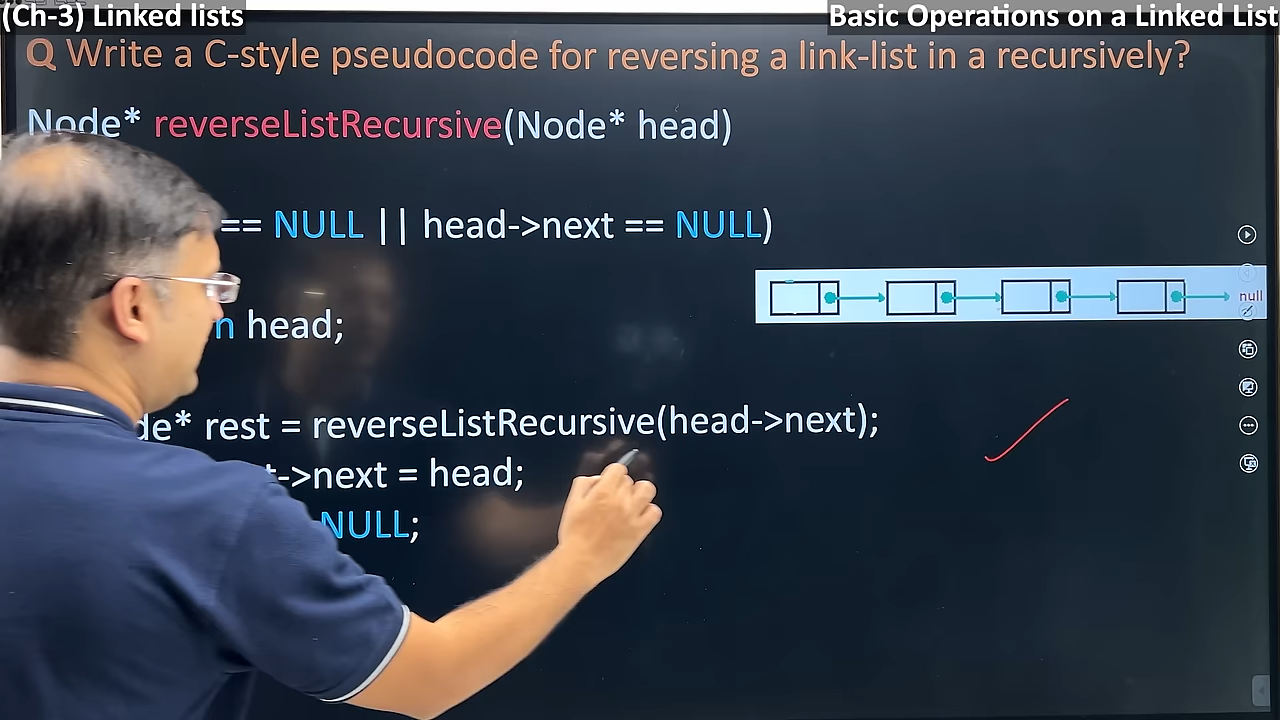 (Ch-3) Linked lists
Basic Operations on a Linked List
Q Write a C-style pseudocode for reversing a link-list in a recursively?
Node* reverseListRecursive(Node* head)
== NULL || head->next == NULL)
null
head;
rest = reverseListRecursive(head->next);
->next = head;
NULL;